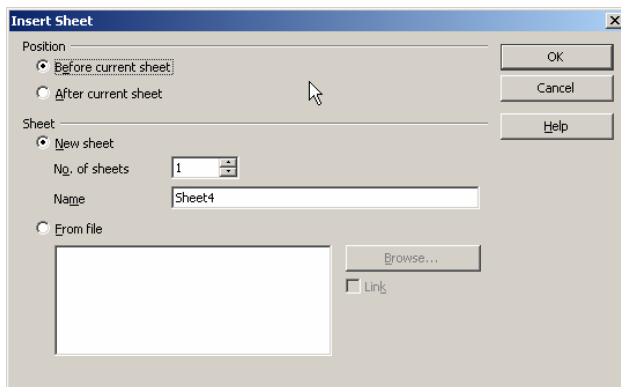 Insert Sheet
Position
Before current sheet
After current sheet
OK
Cancel
Help
Sheet
New sheet
No. of sheets 1
Name Sheet4
From file
Browse...
Link